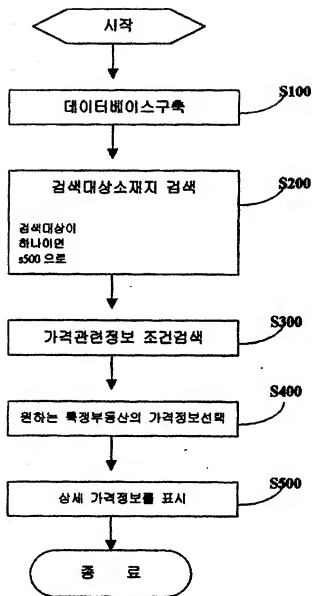 시작
S100
데이터베이스구축
S200
검색대상소재지 검색
검색대상이
하나이면
s500 으로
S300
가격관련정보 조건검색
S400
원하는 특정부동산의 가격정보선택
S500
상세 가격정보를 표시
종 료